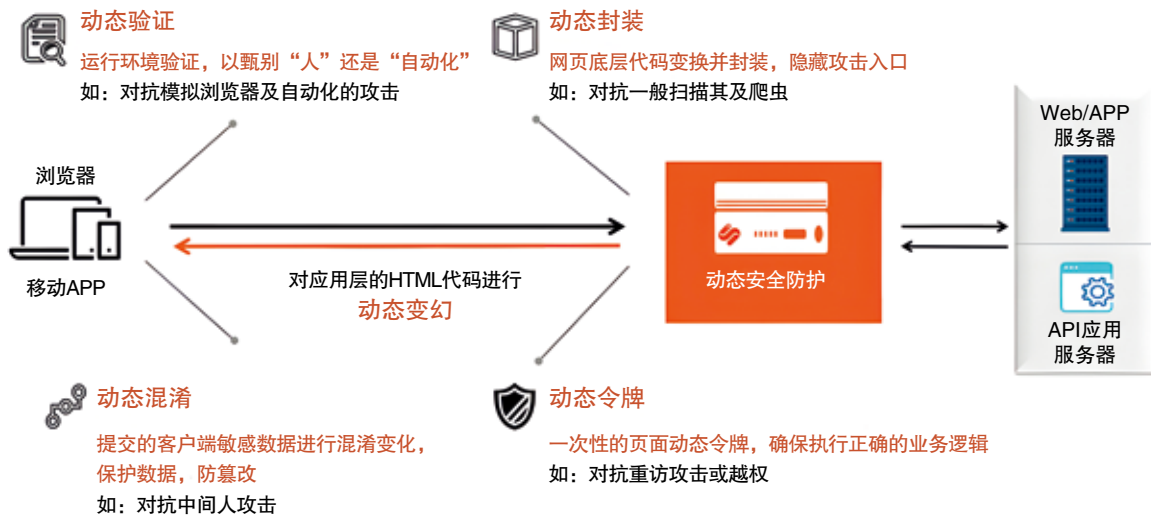 动态验证
运行环境验证，以甄别“人”还是“自动化”
如：对抗模拟浏览器及自动化的攻击
动态封装
网页底层代码变换并封装，隐藏攻击入口
如：对抗一般扫描其及爬虫
浏览器
移动APP
对应用层的HTML代码进行
动态变幻
动态安全防护
Web/APP
服务器
API应用
服务器
动态混淆
提交的客户端敏感数据进行混淆变化，
保护数据，防篡改
如：对抗中间人攻击
动态令牌
一次性的页面动态令牌，确保执行正确的业务逻辑
如：对抗重访攻击或越权